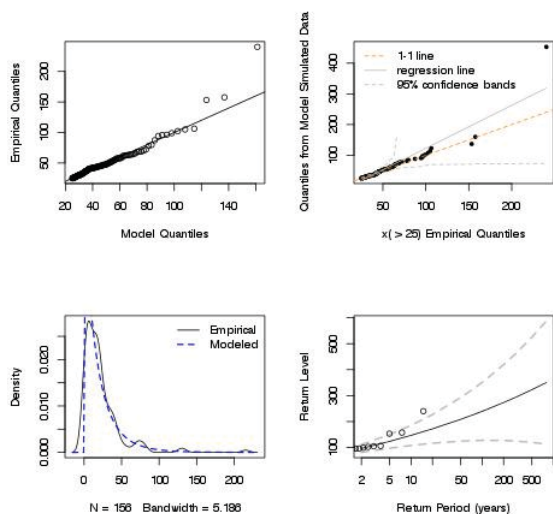 Empirical Quantiles
50 100 150 200
20 40 60 80 100 140
Model Quantiles
Quantiles from Model Simulated Data
100 200 300 400
1-1 line
regression line
95% confidence bands
50 100 150 200
x( > 25) Empirical Quantiles
Density
0.000 0.010 0.020
Empirical
Modeled
0 50 100 150 200
N = 156 Bandwidth = 5.186
Return Level
100 300 500
2 5 10 20 50 100 200 500
Return Period (years)